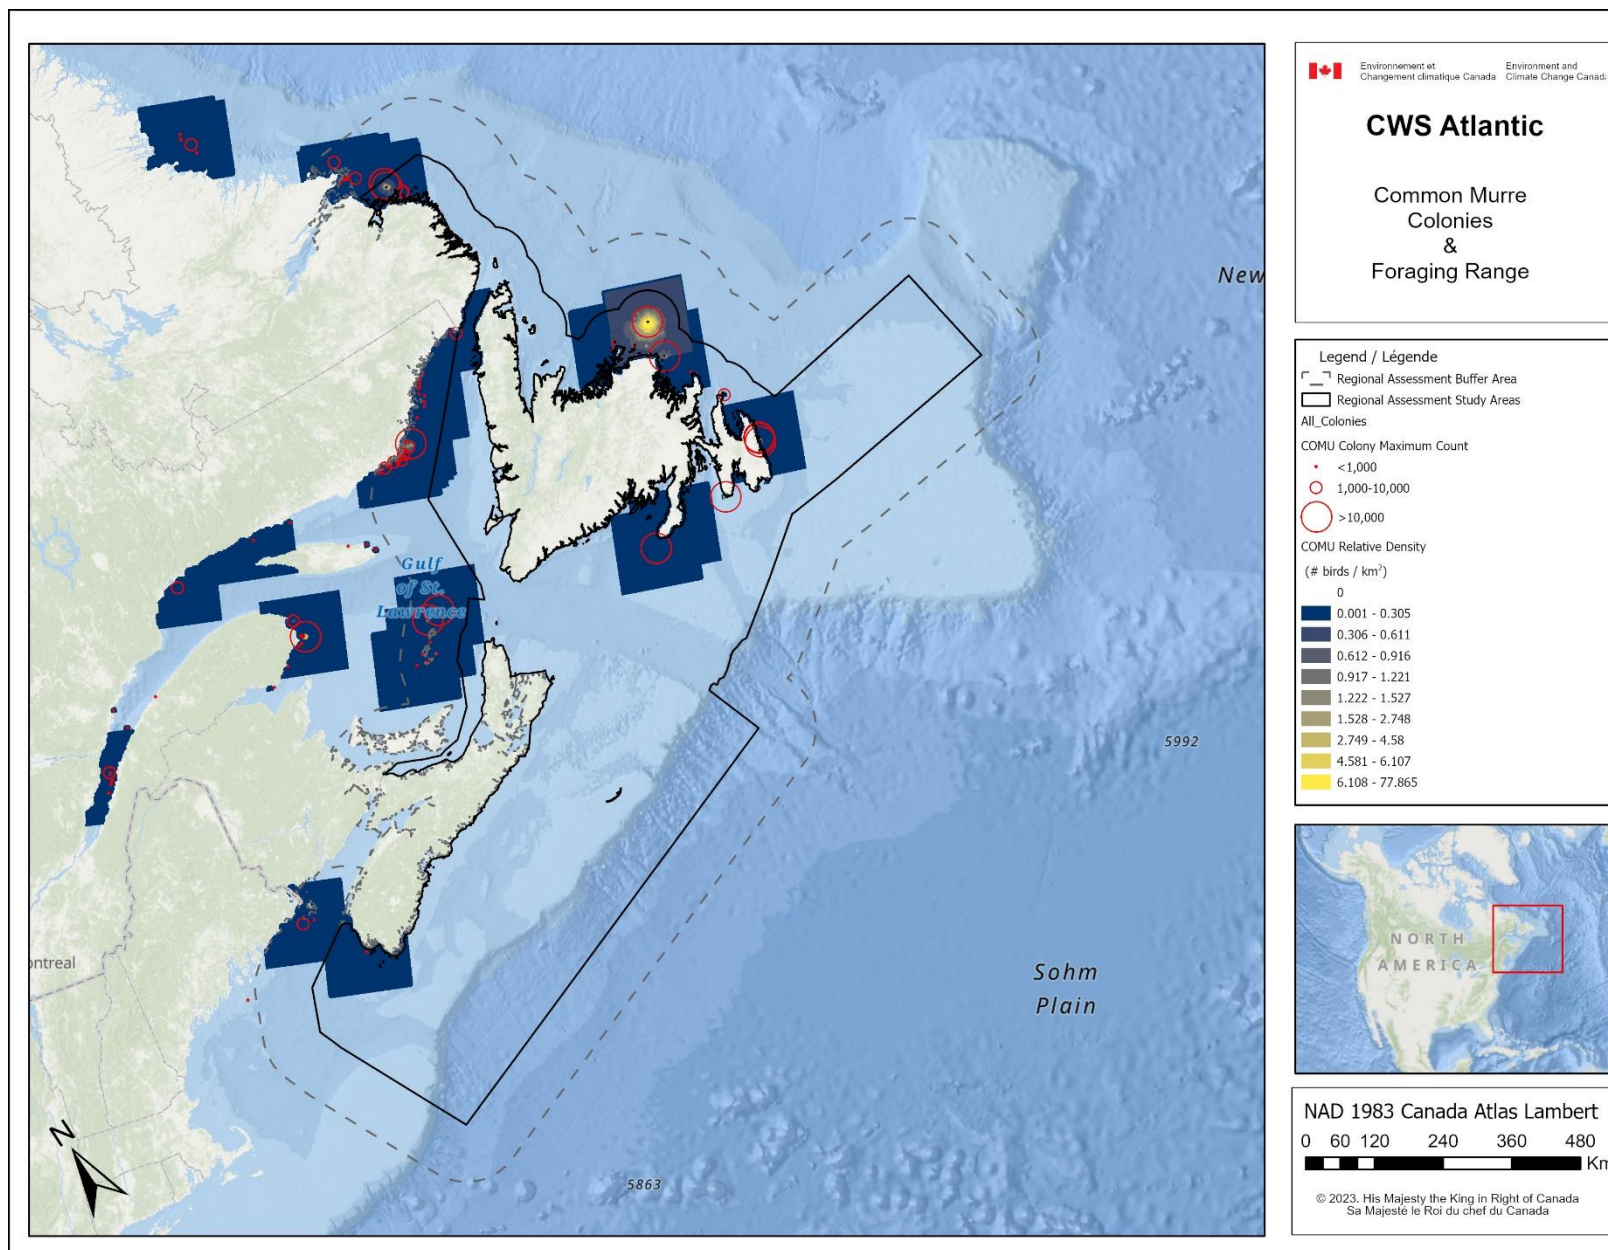 New
Gulf
of St.
Lawrence
5992
ontreal
Sohm
Plain
5863
N
Environnement et
Changement climatique Canada
Environment and
Climate Change Canada
CWS Atlantic
Common Murre
Colonies
&
Foraging Range
Legend / Légende
Regional Assessment Buffer Area
Regional Assessment Study Areas
All_Colonies
COMU Colony Maximum Count
<1,000
1,000-10,000
>10,000
COMU Relative Density
(# birds / km²)
0
0.001 - 0.305
0.306 - 0.611
0.612 - 0.916
0.917 - 1.221
1.222 - 1.527
1.528 - 2.748
2.749 - 4.58
4.581 - 6.107
6.108 - 77.865
NORTH
AMERICA
NAD 1983 Canada Atlas Lambert
0 60 120 240 360 480
Km
© 2023. His Majesty the King in Right of Canada
Sa Majesté le Roi du chef du Canada